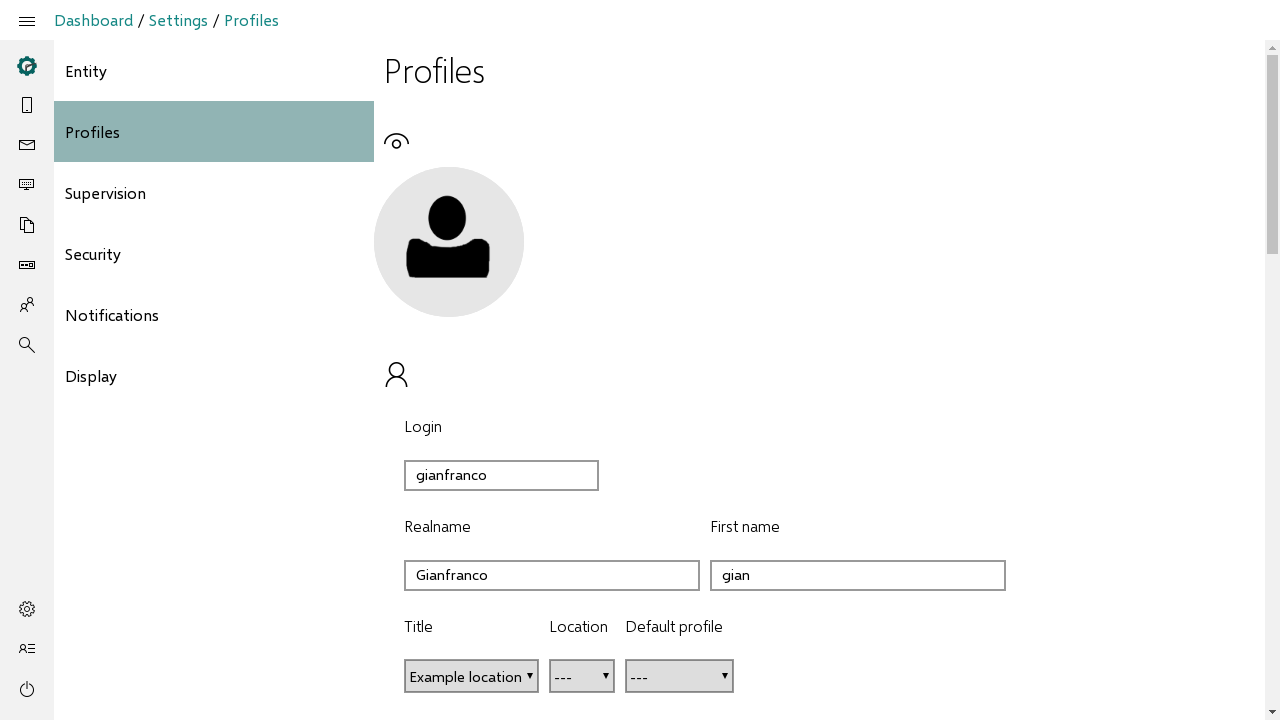 Dashboard / Settings / Profiles
Entity
Profiles
Supervision
Security
Notifications
Display
Profiles
Login
gianfranco
Realname First name
Gianfranco gian
Title Location Default profile
Example location --- ---